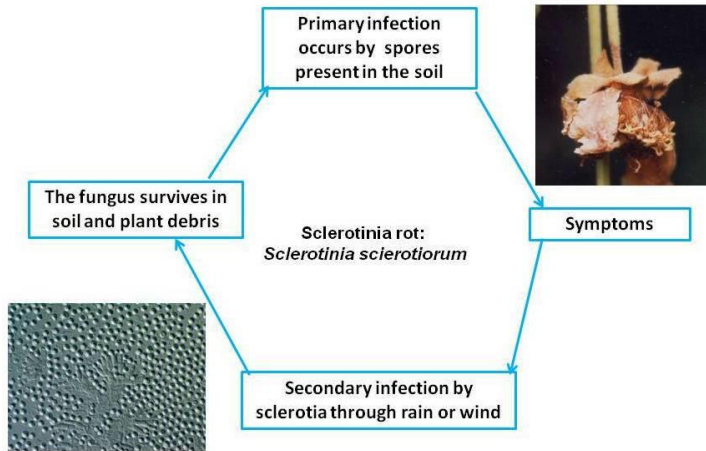 Primary infection
occurs by spores
present in the soil
The fungus survives in
soil and plant debris
Symptoms
Sclerotinia rot:
Sclerotinia scierotiorum
Secondary infection by
sclerotia through rain or wind